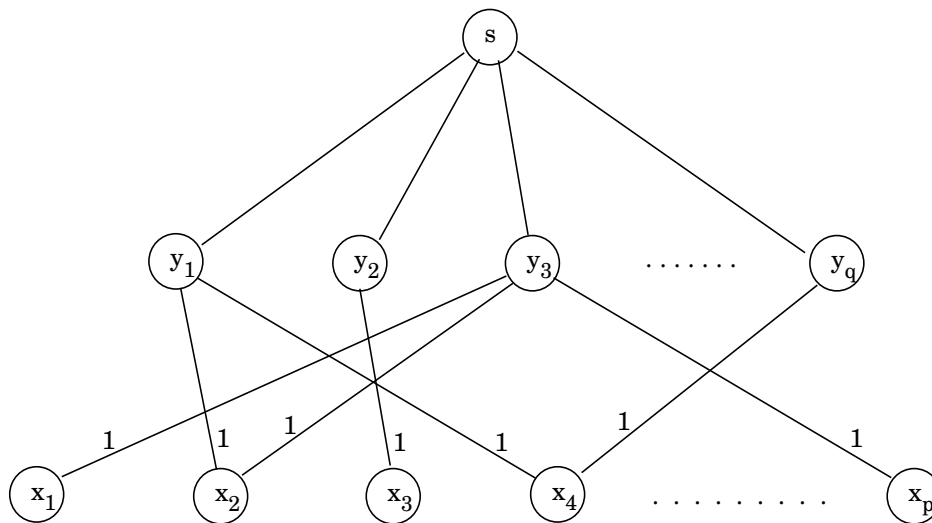 s
y1 y2 y3 ....... yq
1 1 1 1 1 1 1
x1 x2 x3 x4 ......... xp